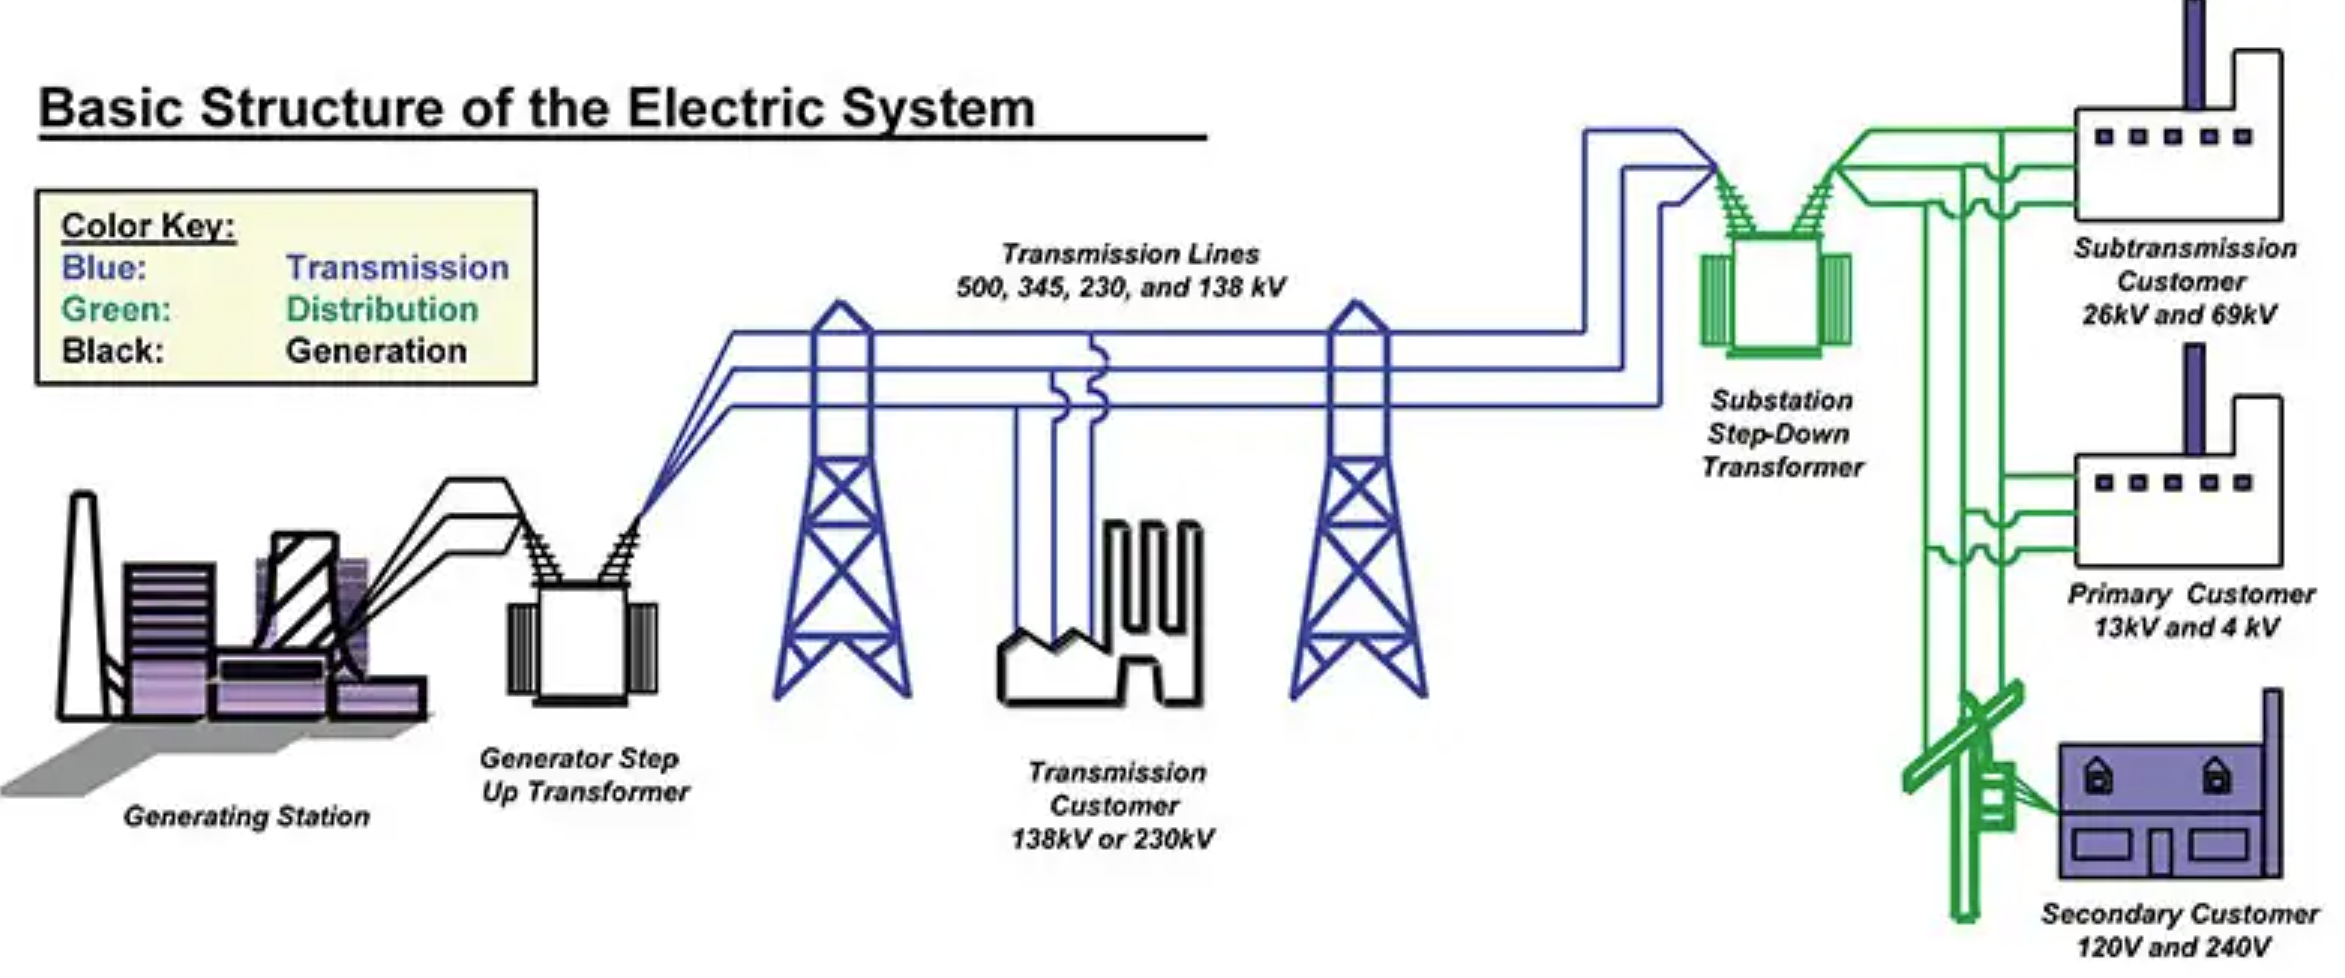 Basic Structure of the Electric System
Color Key:
Blue: Transmission
Green: Distribution
Black: Generation
Transmission Lines
500, 345, 230, and 138 kV
Generating Station
Generator Step
Up Transformer
Transmission
Customer
138kV or 230kV
Substation
Step-Down
Transformer
Subtransmission
Customer
26kV and 69kV
Primary Customer
13kV and 4 kV
Secondary Customer
120V and 240V